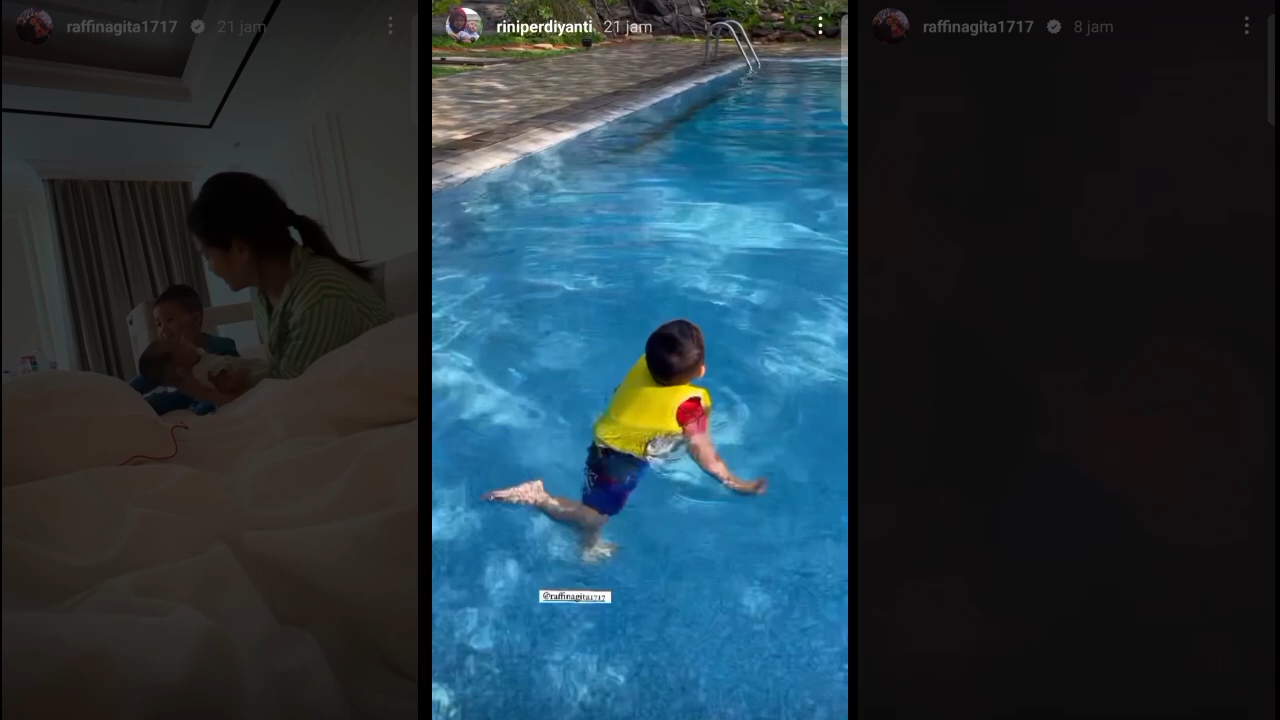 raffinagita1717 21 jam
riniperdiyanti 21 jam
raffinagita1717 8 jam
@raffinagita1717